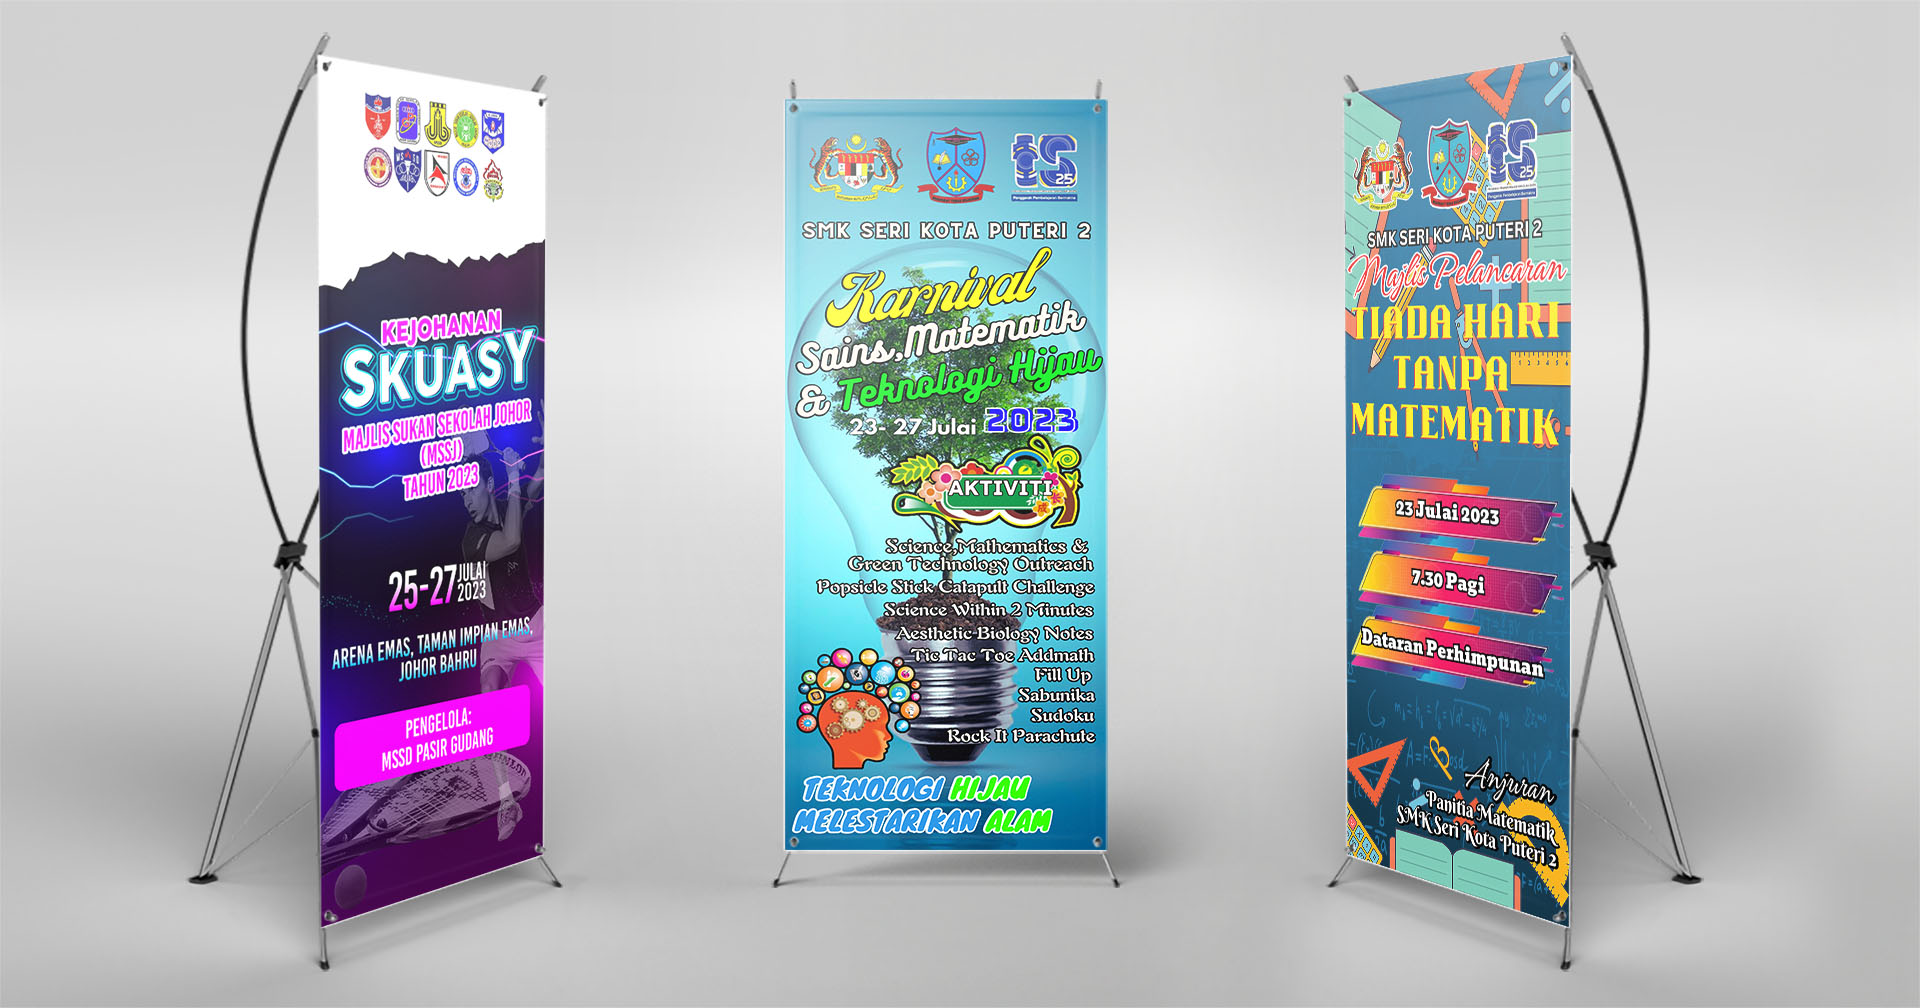 KEJOHANAN
SKUASY
MAJLIS SUKAN SEKOLAH JOHOR
(MSSJ)
TAHUN 2023
25-27 JULAI
2023
ARENA EMAS, TAMAN IMPIAN EMAS,
JOHOR BAHRU
PENGELOLA:
MSSD PASIR GUDANG
25
SMK SERI KOTA PUTERI 2
Karnival
Sains,Matematik
& Teknologi Hijau
23- 27 Julai 2023
AKTIVITI
Science,Mathematics &
Green Technology Outreach
Popsicle Stick Catapult Challenge
Science Within 2 Minutes
Aesthetic Biology Notes
Tic Tac Toe Addmath
Fill Up
Sabunika
Sudoku
Rock It Parachute
TEKNOLOGI HIJAU
MELESTARIKAN ALAM
25
SMK SERI KOTA PUTERI 2
Majlis Pelancaran
TIADA HARI
TANPA
MATEMATIK
23 Julai 2023
7.30 Pagi
Dataran Perhimpunan
Anjuran
Panitia Matematik
SMK Seri Kota Puteri 2